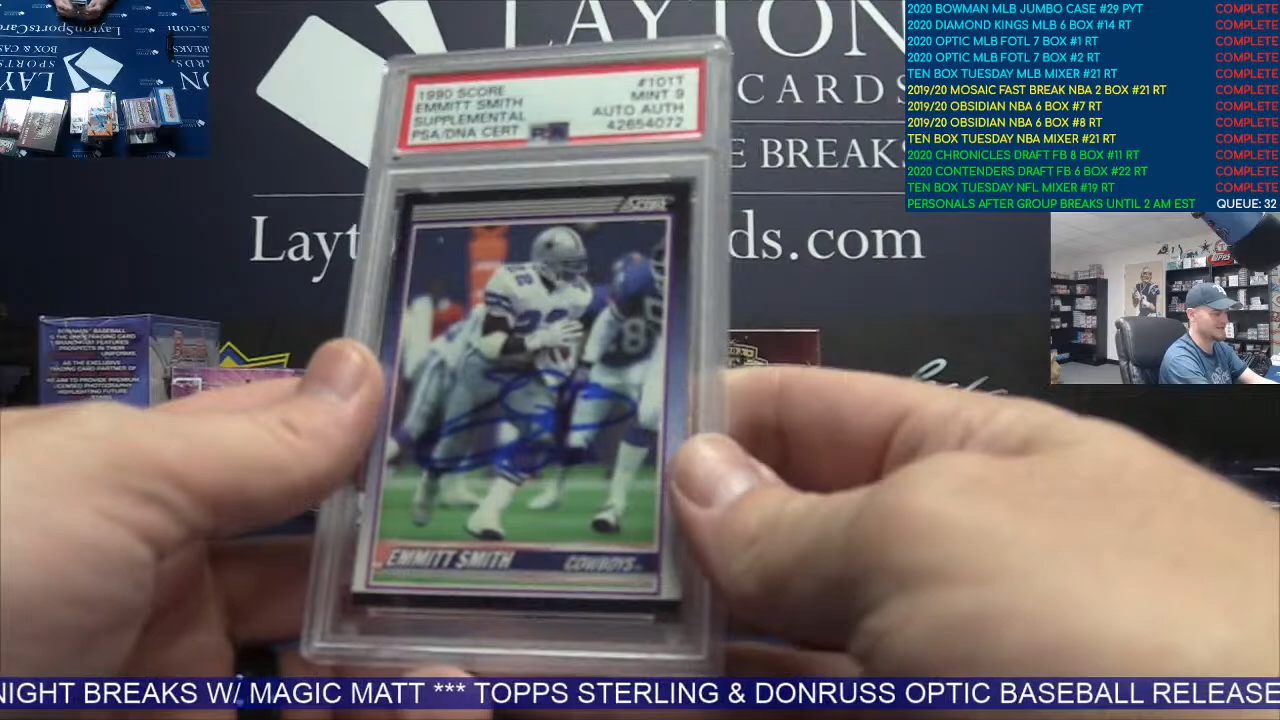 2020 BOWMAN MLB JUMBO CASE #29 PYT COMPLETE
2020 DIAMOND KINGS MLB 6 BOX #14 RT COMPLETE
2020 OPTIC MLB FOTL 7 BOX #1 RT COMPLETE
2020 OPTIC MLB FOTL 7 BOX #2 RT COMPLETE
TEN BOX TUESDAY MLB MIXER #21 RT COMPLETE
2019/20 MOSAIC FAST BREAK NBA 2 BOX #21 RT COMPLETE
2019/20 OBSIDIAN NBA 6 BOX #7 RT COMPLETE
2019/20 OBSIDIAN NBA 6 BOX #8 RT COMPLETE
TEN BOX TUESDAY NBA MIXER #21 RT COMPLETE
2020 CHRONICLES DRAFT FB 8 BOX #11 RT COMPLETE
2020 CONTENDERS DRAFT FB 6 BOX #22 RT COMPLETE
TEN BOX TUESDAY NFL MIXER #19 RT COMPLETE
PERSONALS AFTER GROUP BREAKS UNTIL 2 AM EST QUEUE: 32
LAYTON
CARDS
E BREAKS
Layt ds.com
1990 SCORE #101T
EMMITT SMITH MINT 9
SUPPLEMENTAL AUTO AUTH
PSA/DNA CERT 42654072
SCORE
EMMITT SMITH COWBOYS
NIGHT BREAKS W/ MAGIC MATT *** TOPPS STERLING & DONRUSS OPTIC BASEBALL RELEASE